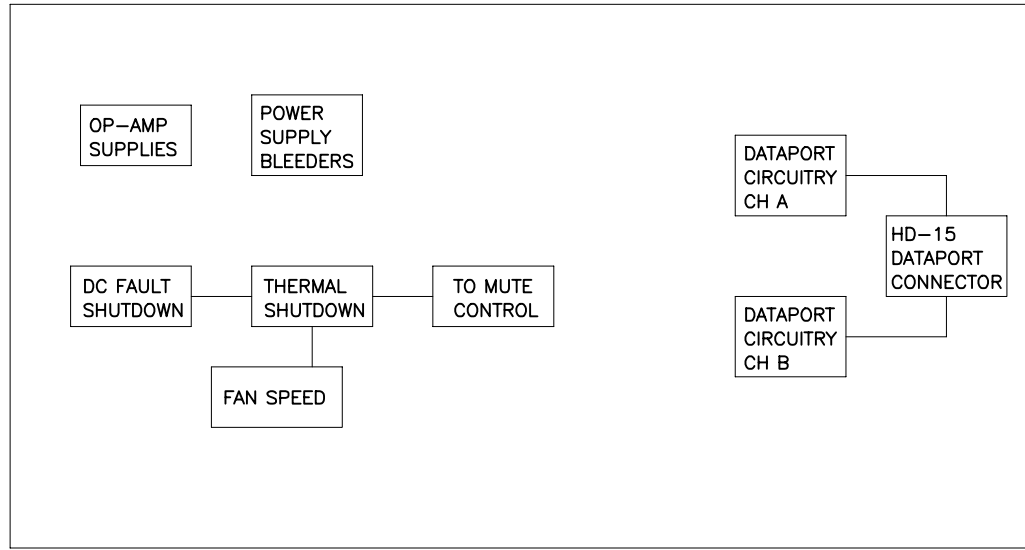 OP-AMP
SUPPLIES
POWER
SUPPLY
BLEEDERS
DATAPORT
CIRCUITRY
CH A
HD-15
DATAPORT
CONNECTOR
DC FAULT
SHUTDOWN
THERMAL
SHUTDOWN
TO MUTE
CONTROL
DATAPORT
CIRCUITRY
CH B
FAN SPEED